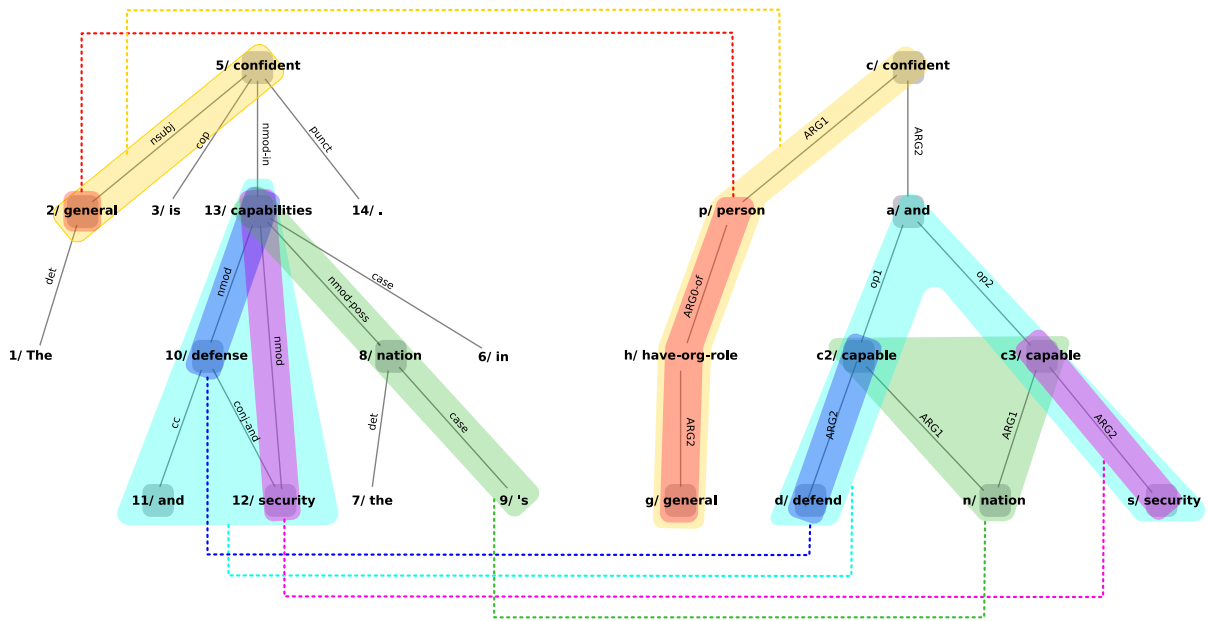 5/ confident
c/ confident
nsubj
cop
nmod-in
punct
ARG1
ARG2
2/ general
3/ is
13/ capabilities
14/ .
p/ person
a/ and
det
nmod
nmod
nmod-poss
case
ARG0-of
op1
op2
1/ The
10/ defense
8/ nation
6/ in
h/ have-org-role
c2/ capable
c3/ capable
cc
conj-and
det
case
ARG2
ARG2
ARG1
ARG1
ARG2
11/ and
12/ security
7/ the
9/ 's
g/ general
d/ defend
n/ nation
s/ security